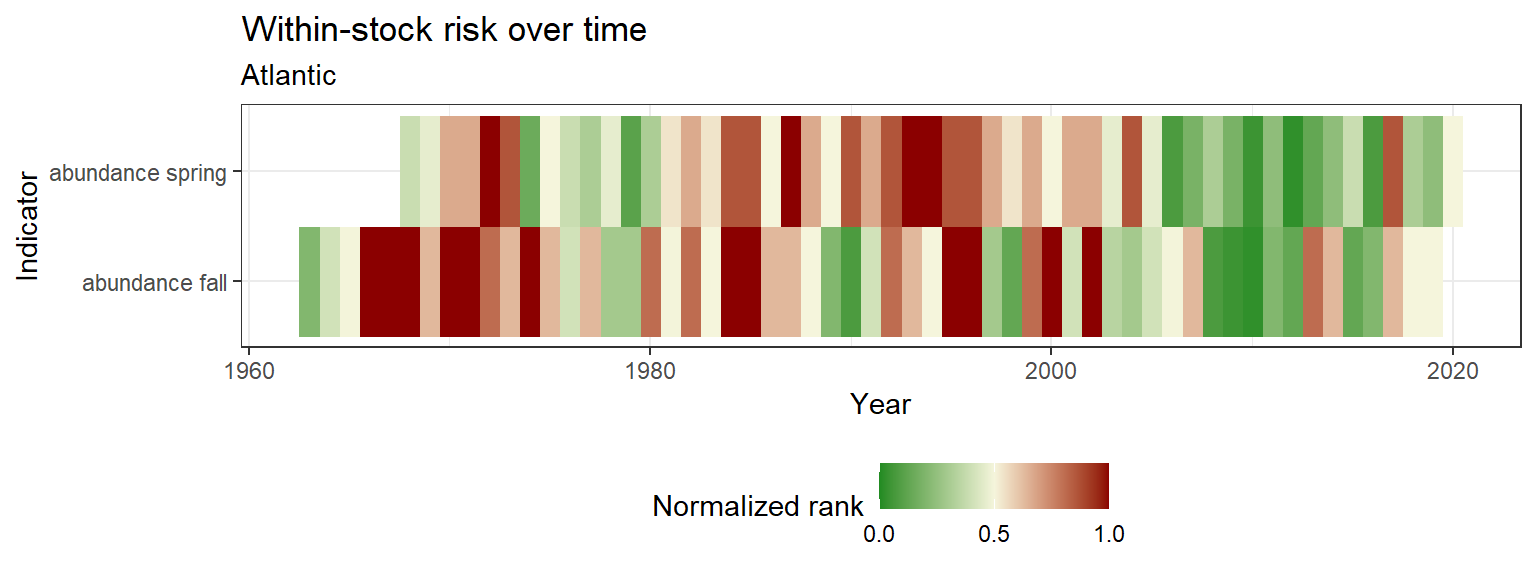 Within-stock risk over time
Atlantic
Indicator
abundance spring
abundance fall
1960 1980 2000 2020
Year
Normalized rank
0.0 0.5 1.0